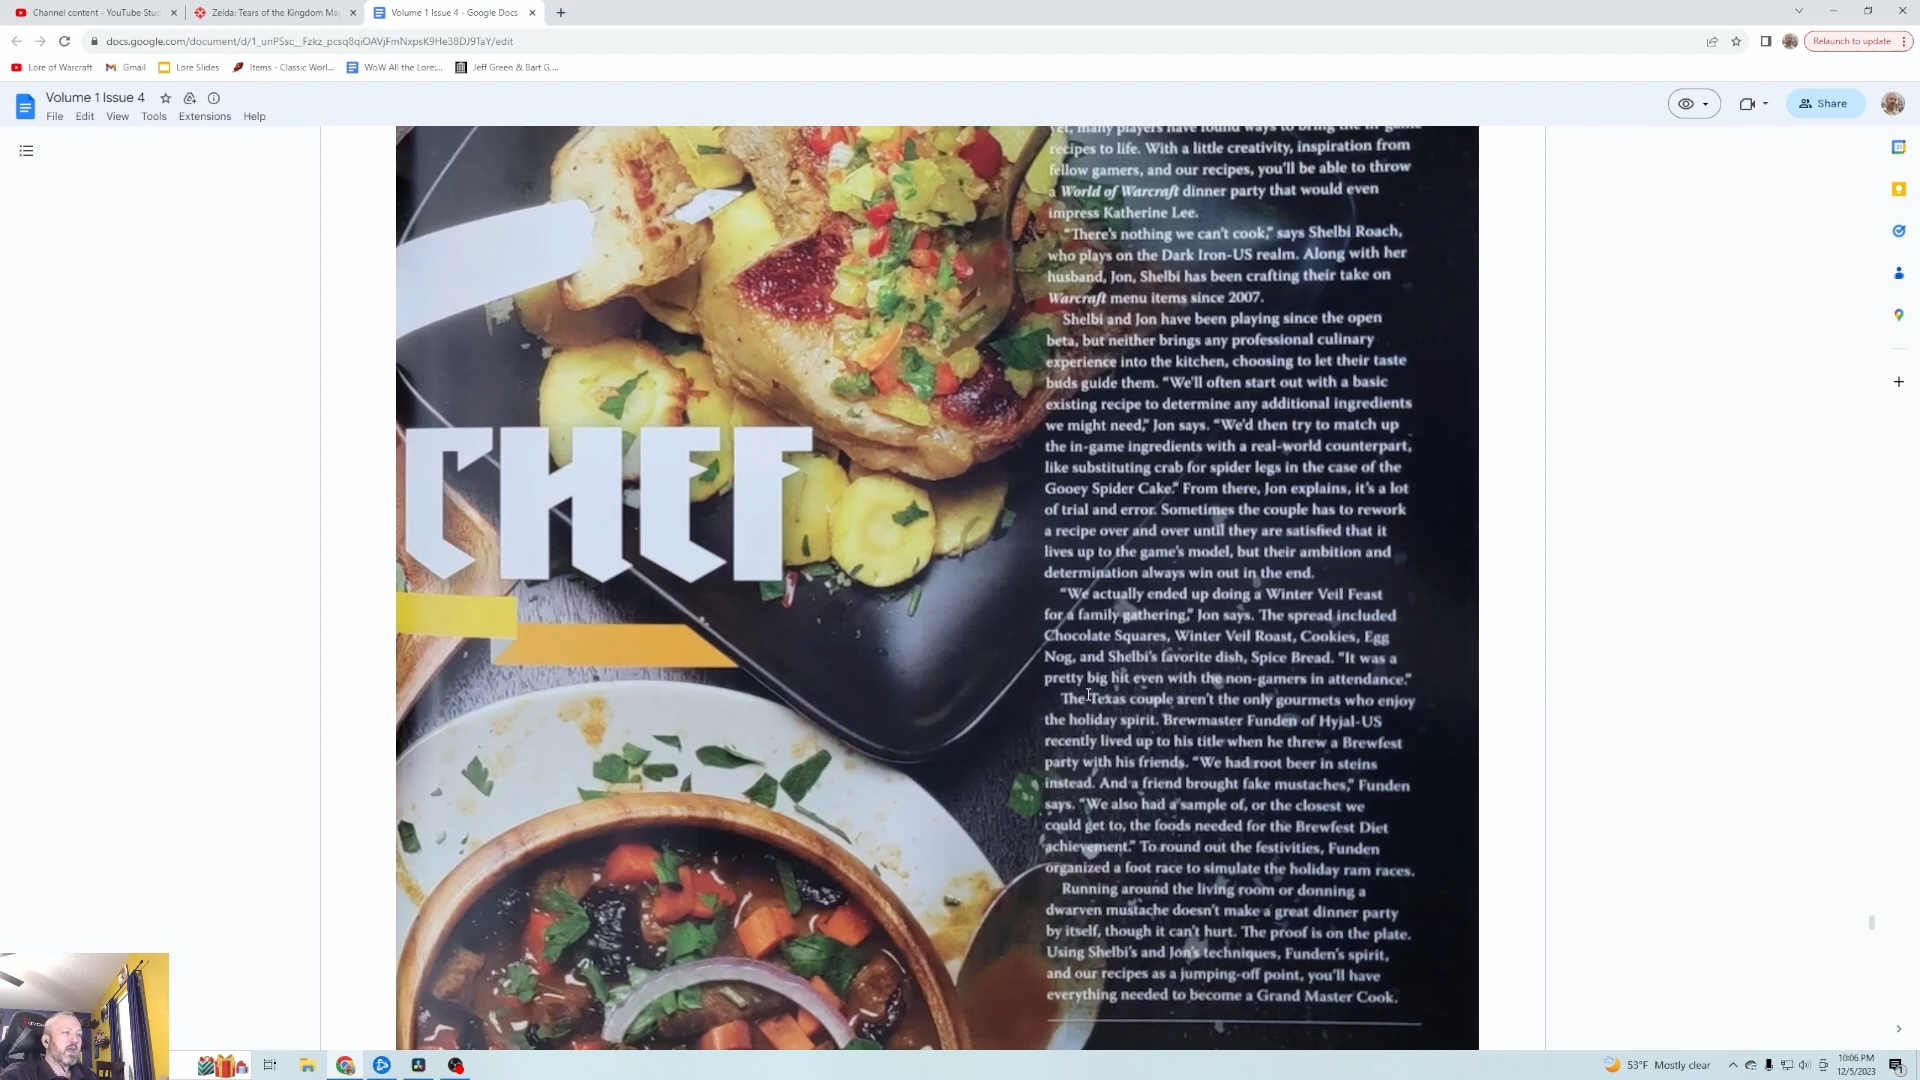 Channel content - YouTube Stu
Zelda: Tears of the Kingdom Ma
Volume 1 Issue 4 - Google Docs
docs.google.com/document/d/1_unPSsc__Fzkz_pcsq8qiOAVjFmNxpsK9He38DJ9TaY/edit
Relaunch to update
Lore of Warcraft
Gmail
Lore Slides
Items - Classic Worl...
WoW All the Lore:...
Jeff Green & Bart G....
Volume 1 Issue 4
Share
File Edit View Tools Extensions Help
yet, many players have found ways to bring the in-game
recipes to life. With a little creativity, inspiration from
fellow gamers, and our recipes, you'll be able to throw
a World of Warcraft dinner party that would even
impress Katherine Lee.
"There's nothing we can't cook," says Shelbi Roach,
who plays on the Dark Iron-US realm. Along with her
husband, Jon, Shelbi has been crafting their take on
Warcraft menu items since 2007.
Shelbi and Jon have been playing since the open
beta, but neither brings any professional culinary
experience into the kitchen, choosing to let their taste
buds guide them. "We'll often start out with a basic
existing recipe to determine any additional ingredients
we might need," Jon says. "We'd then try to match up
the in-game ingredients with a real-world counterpart,
like substituting crab for spider legs in the case of the
Gooey Spider Cake." From there, Jon explains, it's a lot
of trial and error. Sometimes the couple has to rework
a recipe over and over until they are satisfied that it
lives up to the game's model, but their ambition and
determination always win out in the end.
"We actually ended up doing a Winter Veil Feast
for a family gathering," Jon says. The spread included
Chocolate Squares, Winter Veil Roast, Cookies, Egg
Nog, and Shelbi's favorite dish, Spice Bread. "It was a
pretty big hit even with the non-gamers in attendance."
The Texas couple aren't the only gourmets who enjoy
the holiday spirit. Brewmaster Funden of Hyjal-US
recently lived up to his title when he threw a Brewfest
party with his friends. "We had root beer in steins
instead. And a friend brought fake mustaches," Funden
says. "We also had a sample of, or the closest we
could get to, the foods needed for the Brewfest Diet
achievement." To round out the festivities, Funden
organized a foot race to simulate the holiday ram races.
Running around the living room or donning a
dwarven mustache doesn't make a great dinner party
by itself, though it can't hurt. The proof is on the plate.
Using Shelbi's and Jon's techniques, Funden's spirit,
and our recipes as a jumping-off point, you'll have
everything needed to become a Grand Master Cook.
CHEF
53°F Mostly clear
10:06 PM
12/5/2023